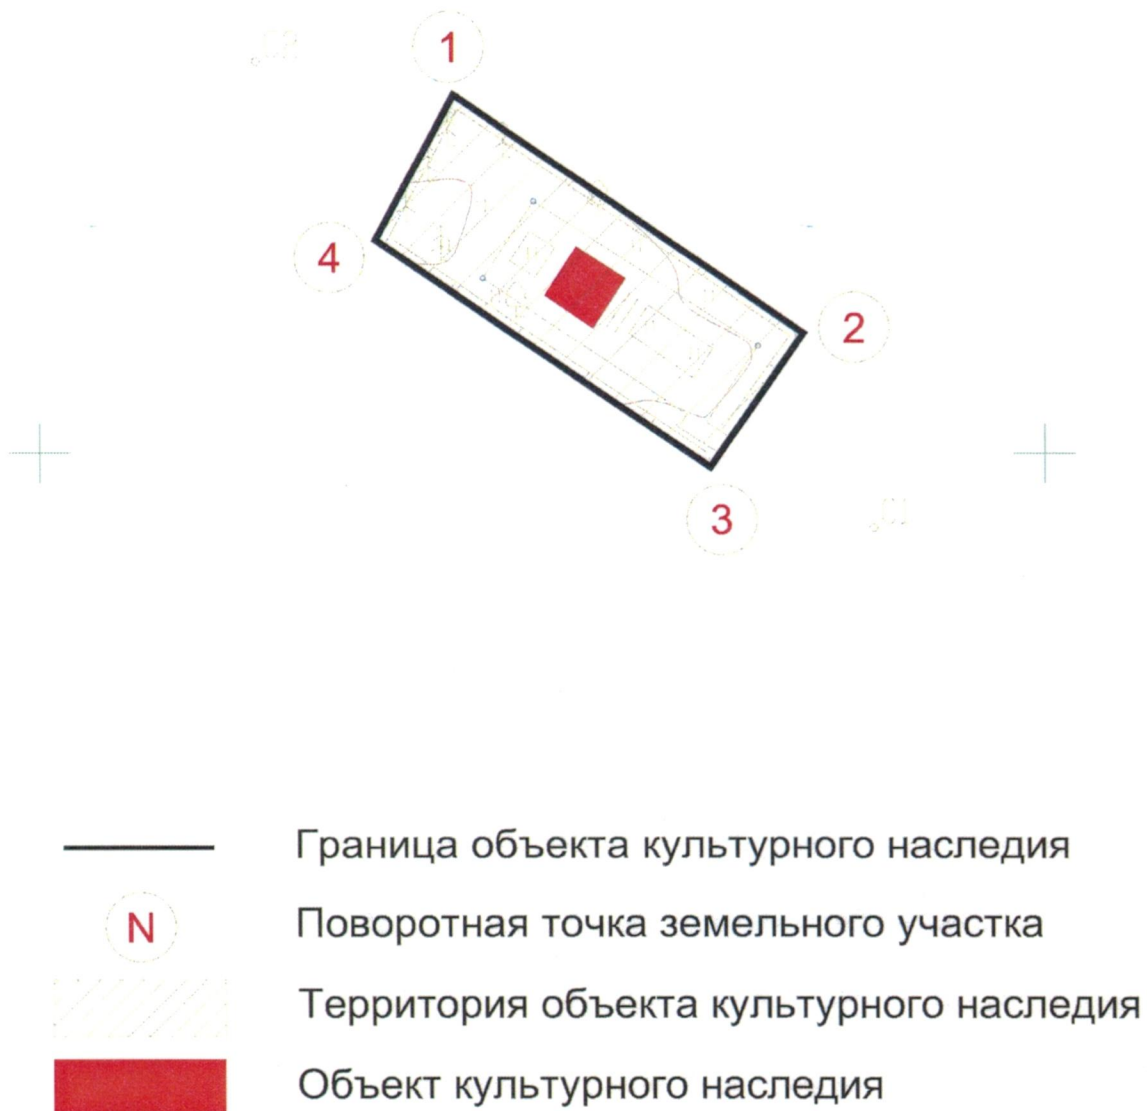 1
4
2
3
Граница объекта культурного наследия
N
Поворотная точка земельного участка
Территория объекта культурного наследия
Объект культурного наследия